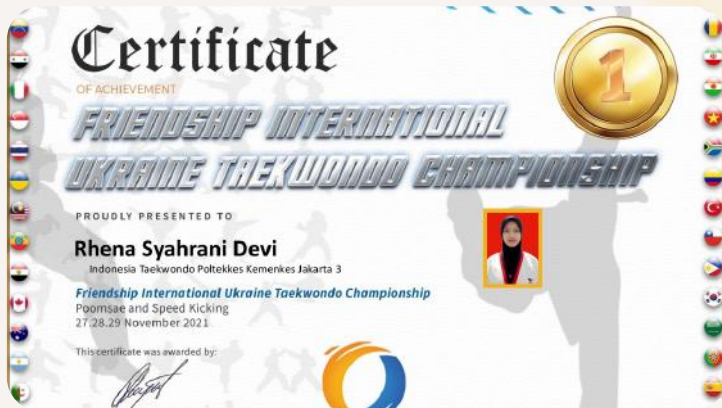 Certificate
OF ACHIEVEMENT
1
FRIENDSHIP INTERNATIONAL
UKRAINE TAEKWONDO CHAMPIONSHIP
PROUDLY PRESENTED TO
Rhena Syahrani Devi
Indonesia Taekwondo Poltekkes Kemenkes Jakarta 3
Friendship International Ukraine Taekwondo Championship
Poomsae and Speed Kicking
27.28.29 November 2021
This certificate was awarded by: